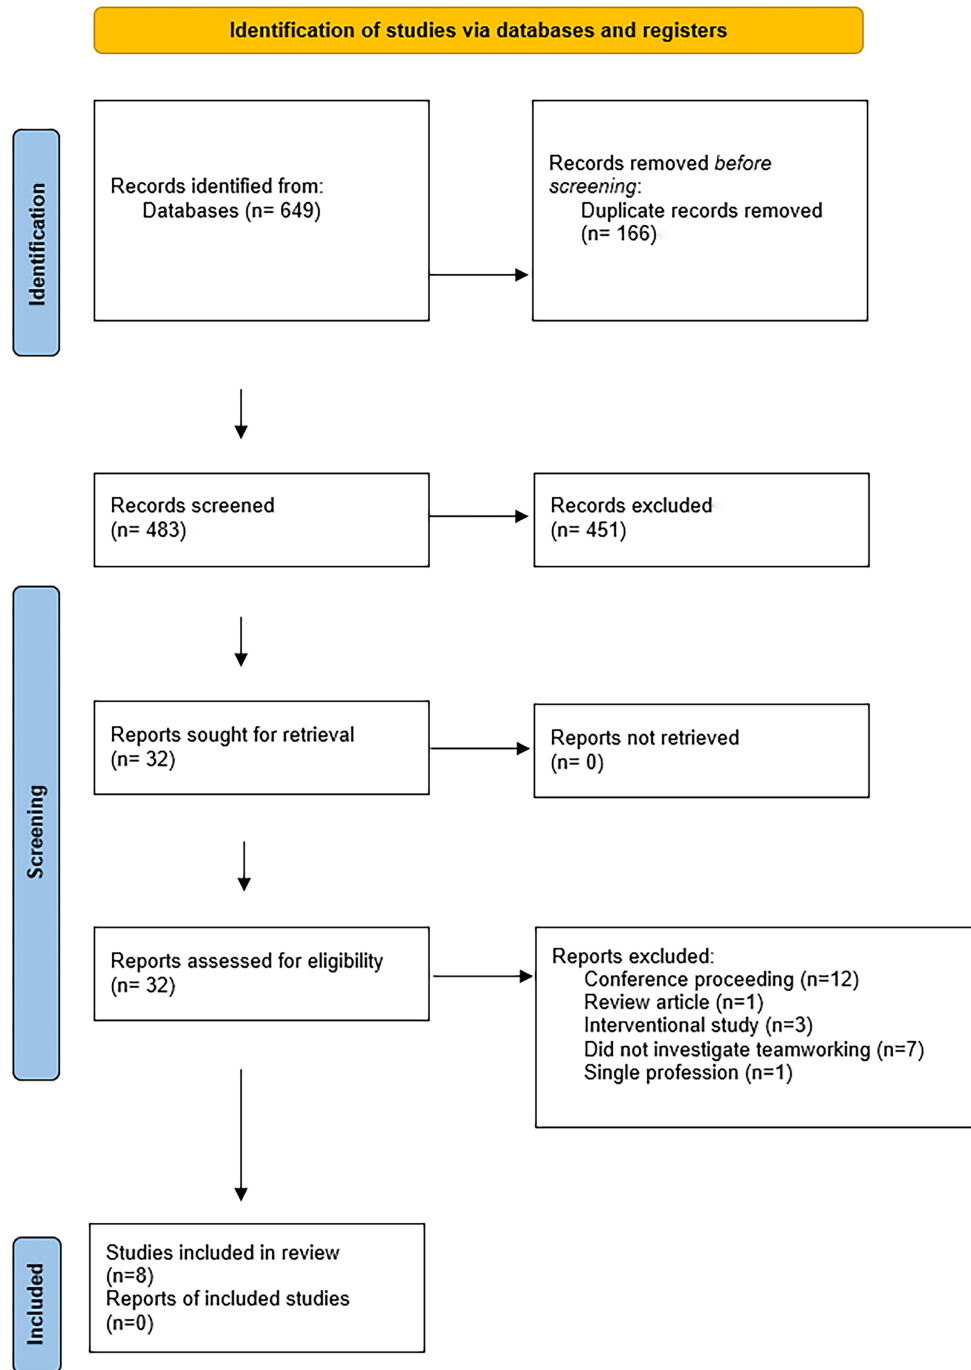 Identification of studies via databases and registers
Identification
Records identified from:
Databases (n= 649)
Records removed before
screening:
Duplicate records removed
(n= 166)
Records screened
(n= 483)
Records excluded
(n= 451)
Screening
Reports sought for retrieval
(n= 32)
Reports not retrieved
(n= 0)
Reports assessed for eligibility
(n= 32)
Reports excluded:
Conference proceeding (n=12)
Review article (n=1)
Interventional study (n=3)
Did not investigate teamworking (n=7)
Single profession (n=1)
Included
Studies included in review
(n=8)
Reports of included studies
(n=0)